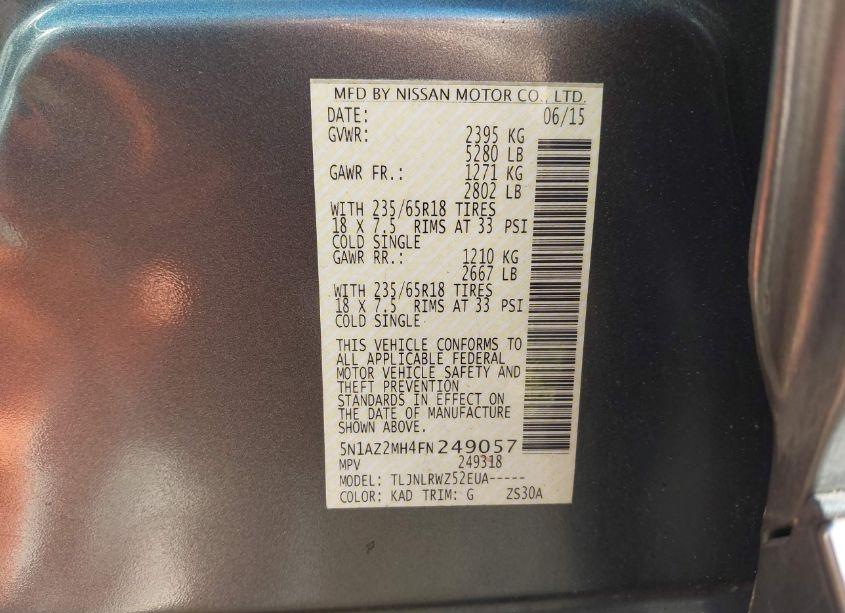 MFD BY NISSAN MOTOR CO., LTD.
DATE: 06/15
GVWR: 2395 KG
5280 LB
GAWR FR.: 1271 KG
2802 LB
WITH 235/65R18 TIRES
18 X 7.5 RIMS AT 33 PSI
COLD SINGLE
GAWR RR.: 1210 KG
2667 LB
WITH 235/65R18 TIRES
18 X 7.5 RIMS AT 33 PSI
COLD SINGLE
THIS VEHICLE CONFORMS TO
ALL APPLICABLE FEDERAL
MOTOR VEHICLE SAFETY AND
THEFT PREVENTION
STANDARDS IN EFFECT ON
THE DATE OF MANUFACTURE
SHOWN ABOVE.
5N1AZ2MH4FN249057
MPV 249318
MODEL: TLJNLRWZ52EUA-----
COLOR: KAD TRIM: G ZS30A